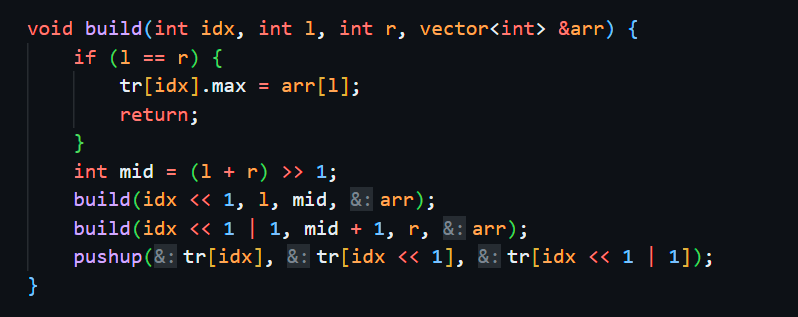 void build(int idx, int l, int r, vector<int> &arr) {
    if (l == r) {
        tr[idx].max = arr[l];
        return;
    }
    int mid = (l + r) >> 1;
    build(idx << 1, l, mid, &: arr);
    build(idx << 1 | 1, mid + 1, r, &: arr);
    pushup(&: tr[idx], &: tr[idx << 1], &: tr[idx << 1 | 1]);
}